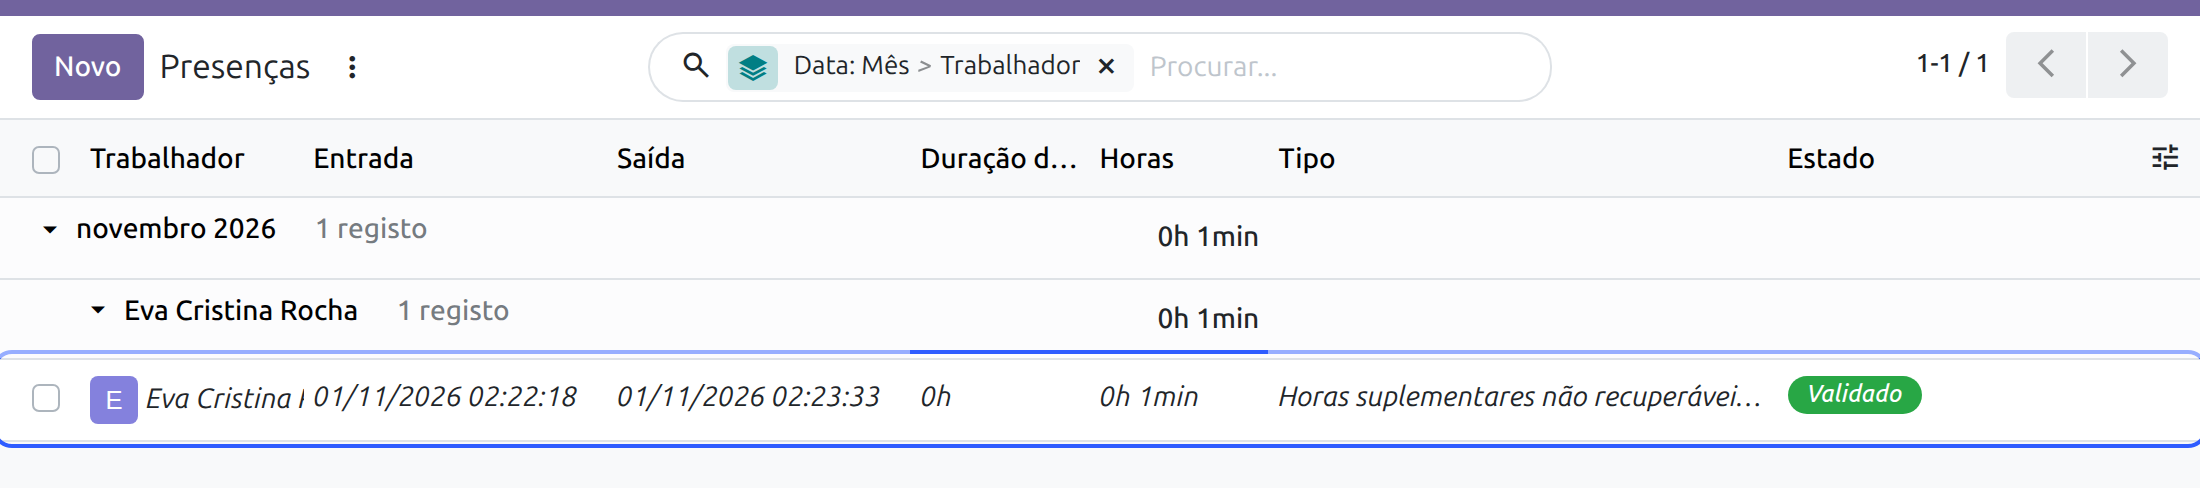 Novo Presenças Data: Mês > Trabalhador Procurar... 1-1 / 1
Trabalhador Entrada Saída Duração d... Horas Tipo Estado
novembro 2026 1 registo 0h 1min
Eva Cristina Rocha 1 registo 0h 1min
E Eva Cristina 01/11/2026 02:22:18 01/11/2026 02:23:33 0h 0h 1min Horas suplementares não recuperávei... Validado